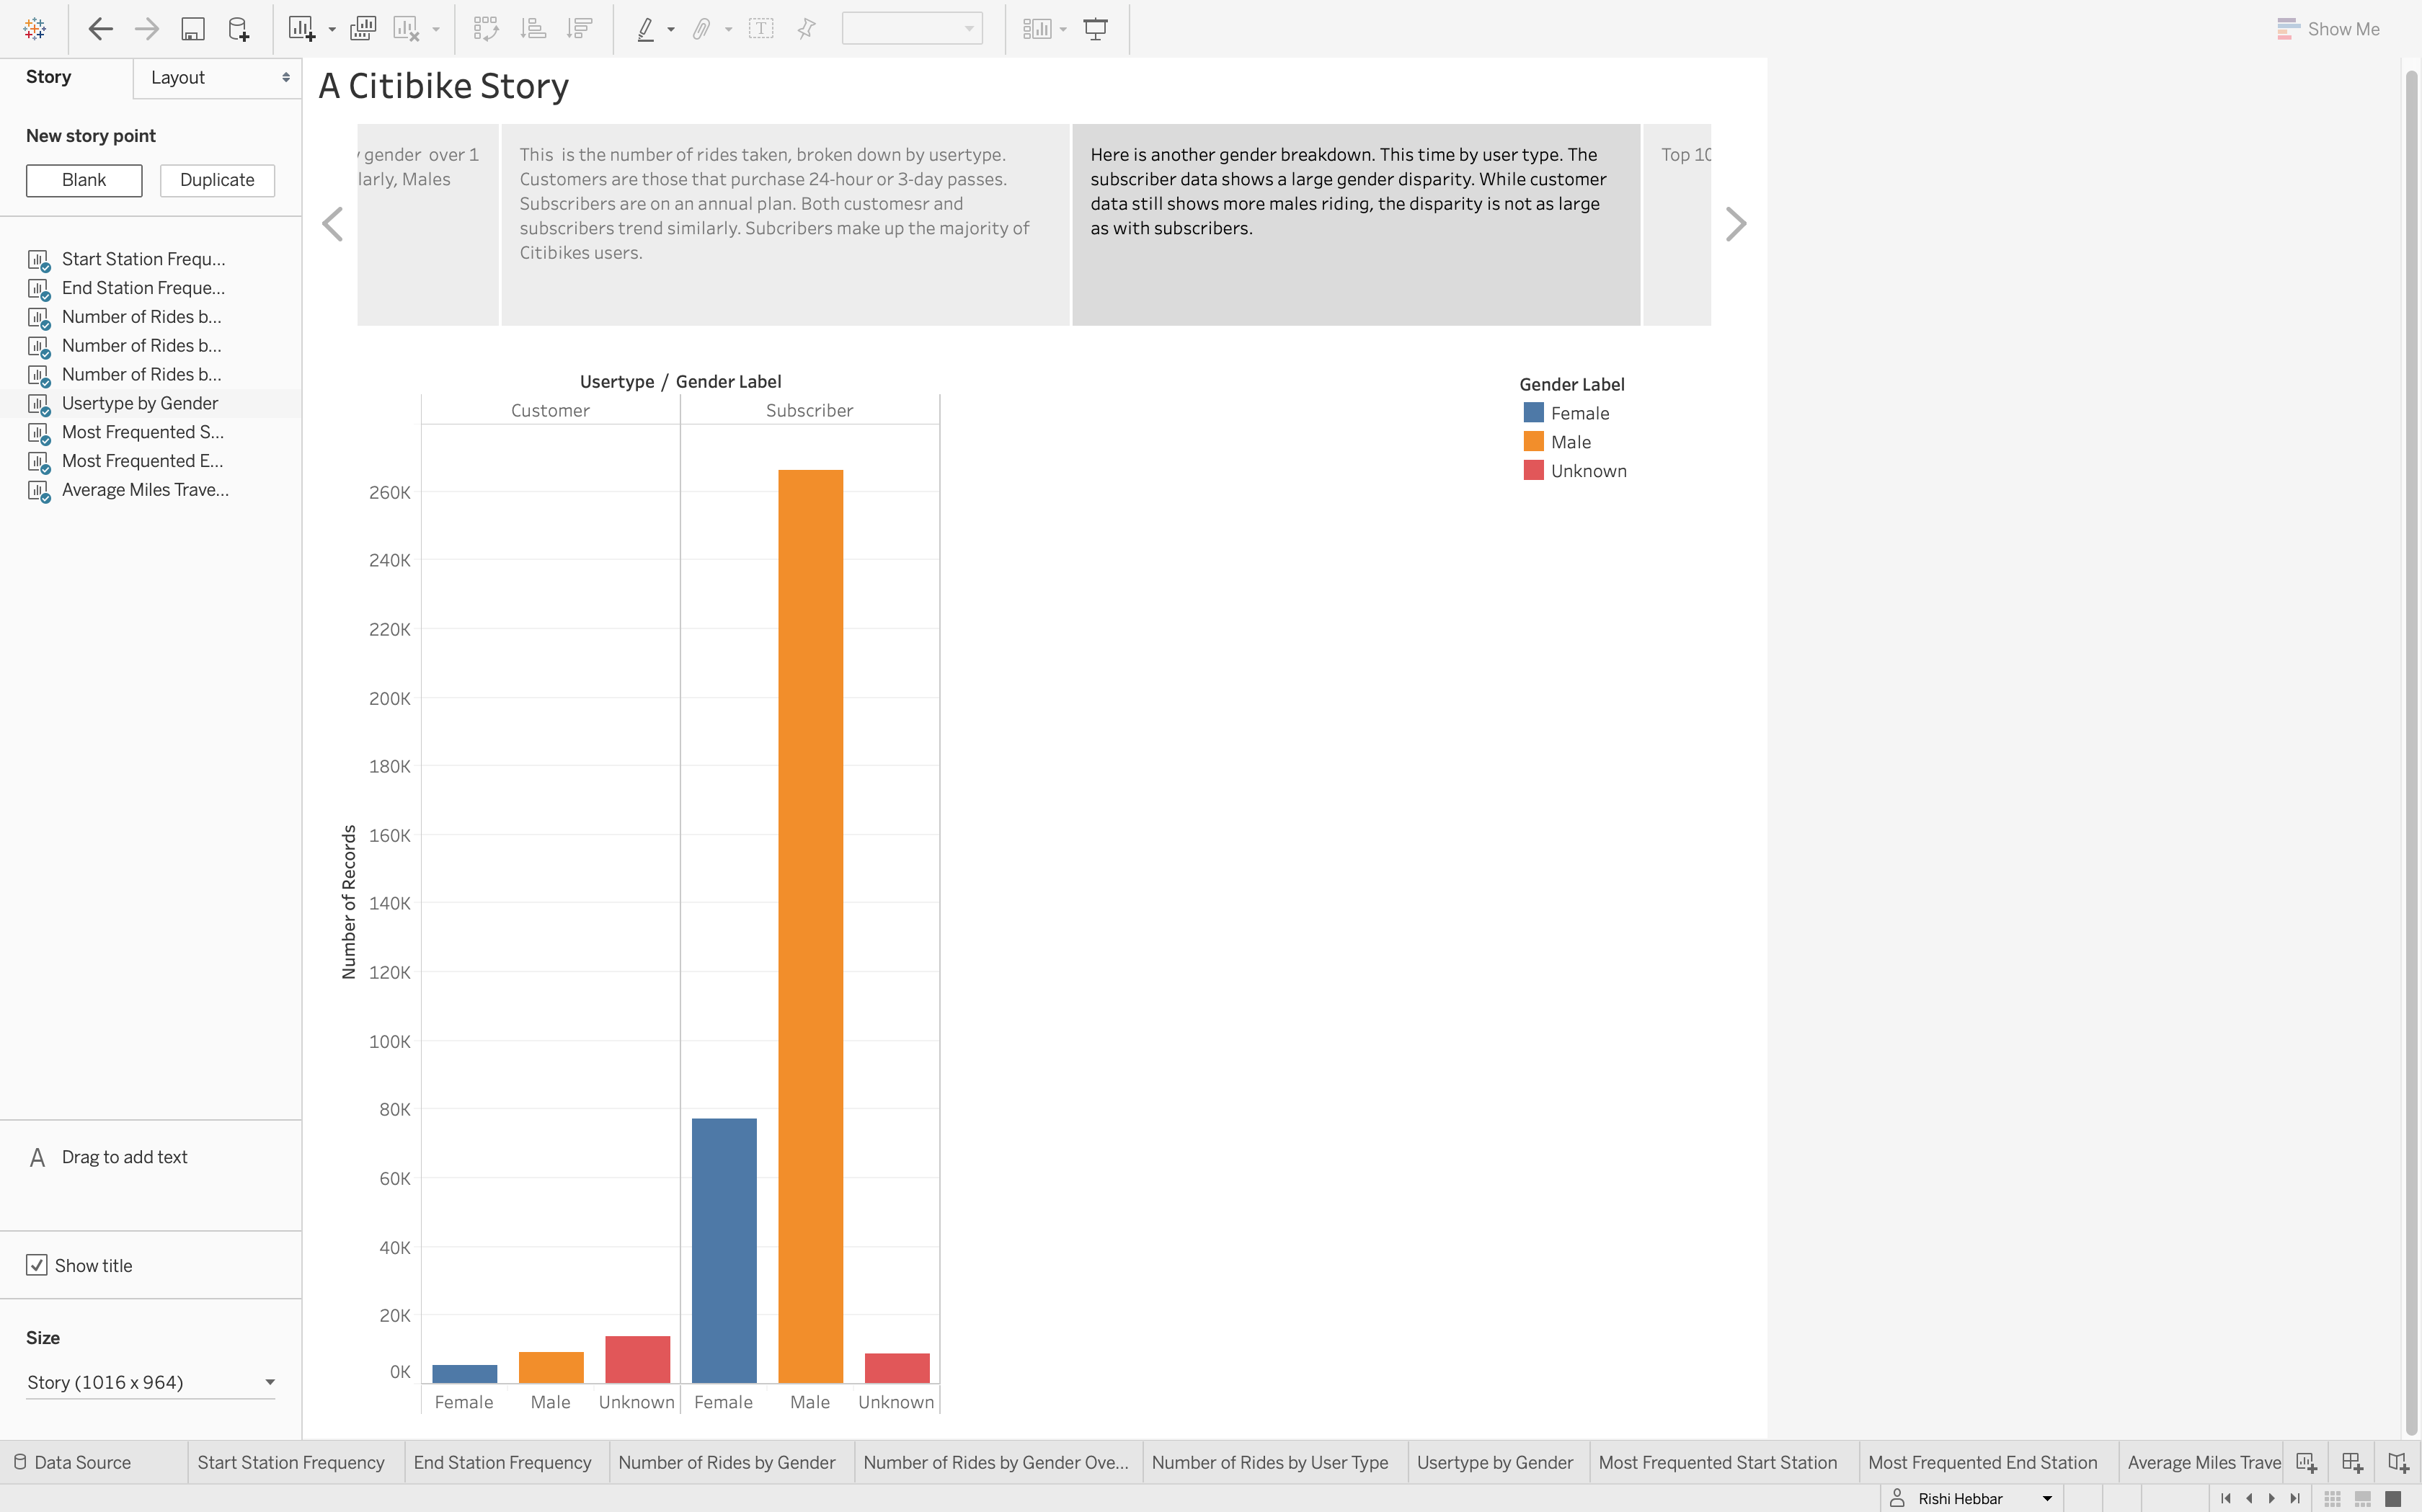 Show Me
Story
Layout
A Citibike Story
New story point
Blank
Duplicate
gender over 1
larly, Males
This is the number of rides taken, broken down by usertype.
Customers are those that purchase 24-hour or 3-day passes.
Subscribers are on an annual plan. Both customesr and
subscribers trend similarly. Subcribers make up the majority of
Citibikes users.
Here is another gender breakdown. This time by user type. The
subscriber data shows a large gender disparity. While customer
data still shows more males riding, the disparity is not as large
as with subscribers.
Top 10
Start Station Frequ...
End Station Freque...
Number of Rides b...
Number of Rides b...
Number of Rides b...
Usertype by Gender
Most Frequented S...
Most Frequented E...
Average Miles Trave...
Usertype / Gender Label
Customer
Subscriber
Gender Label
Female
Male
Unknown
Number of Records
260K
240K
220K
200K
180K
160K
140K
120K
100K
80K
60K
40K
20K
0K
Female
Male
Unknown
Female
Male
Unknown
A Drag to add text
Show title
Size
Story (1016 x 964)
Data Source
Start Station Frequency
End Station Frequency
Number of Rides by Gender
Number of Rides by Gender Ove...
Number of Rides by User Type
Usertype by Gender
Most Frequented Start Station
Most Frequented End Station
Average Miles Trave
Rishi Hebbar